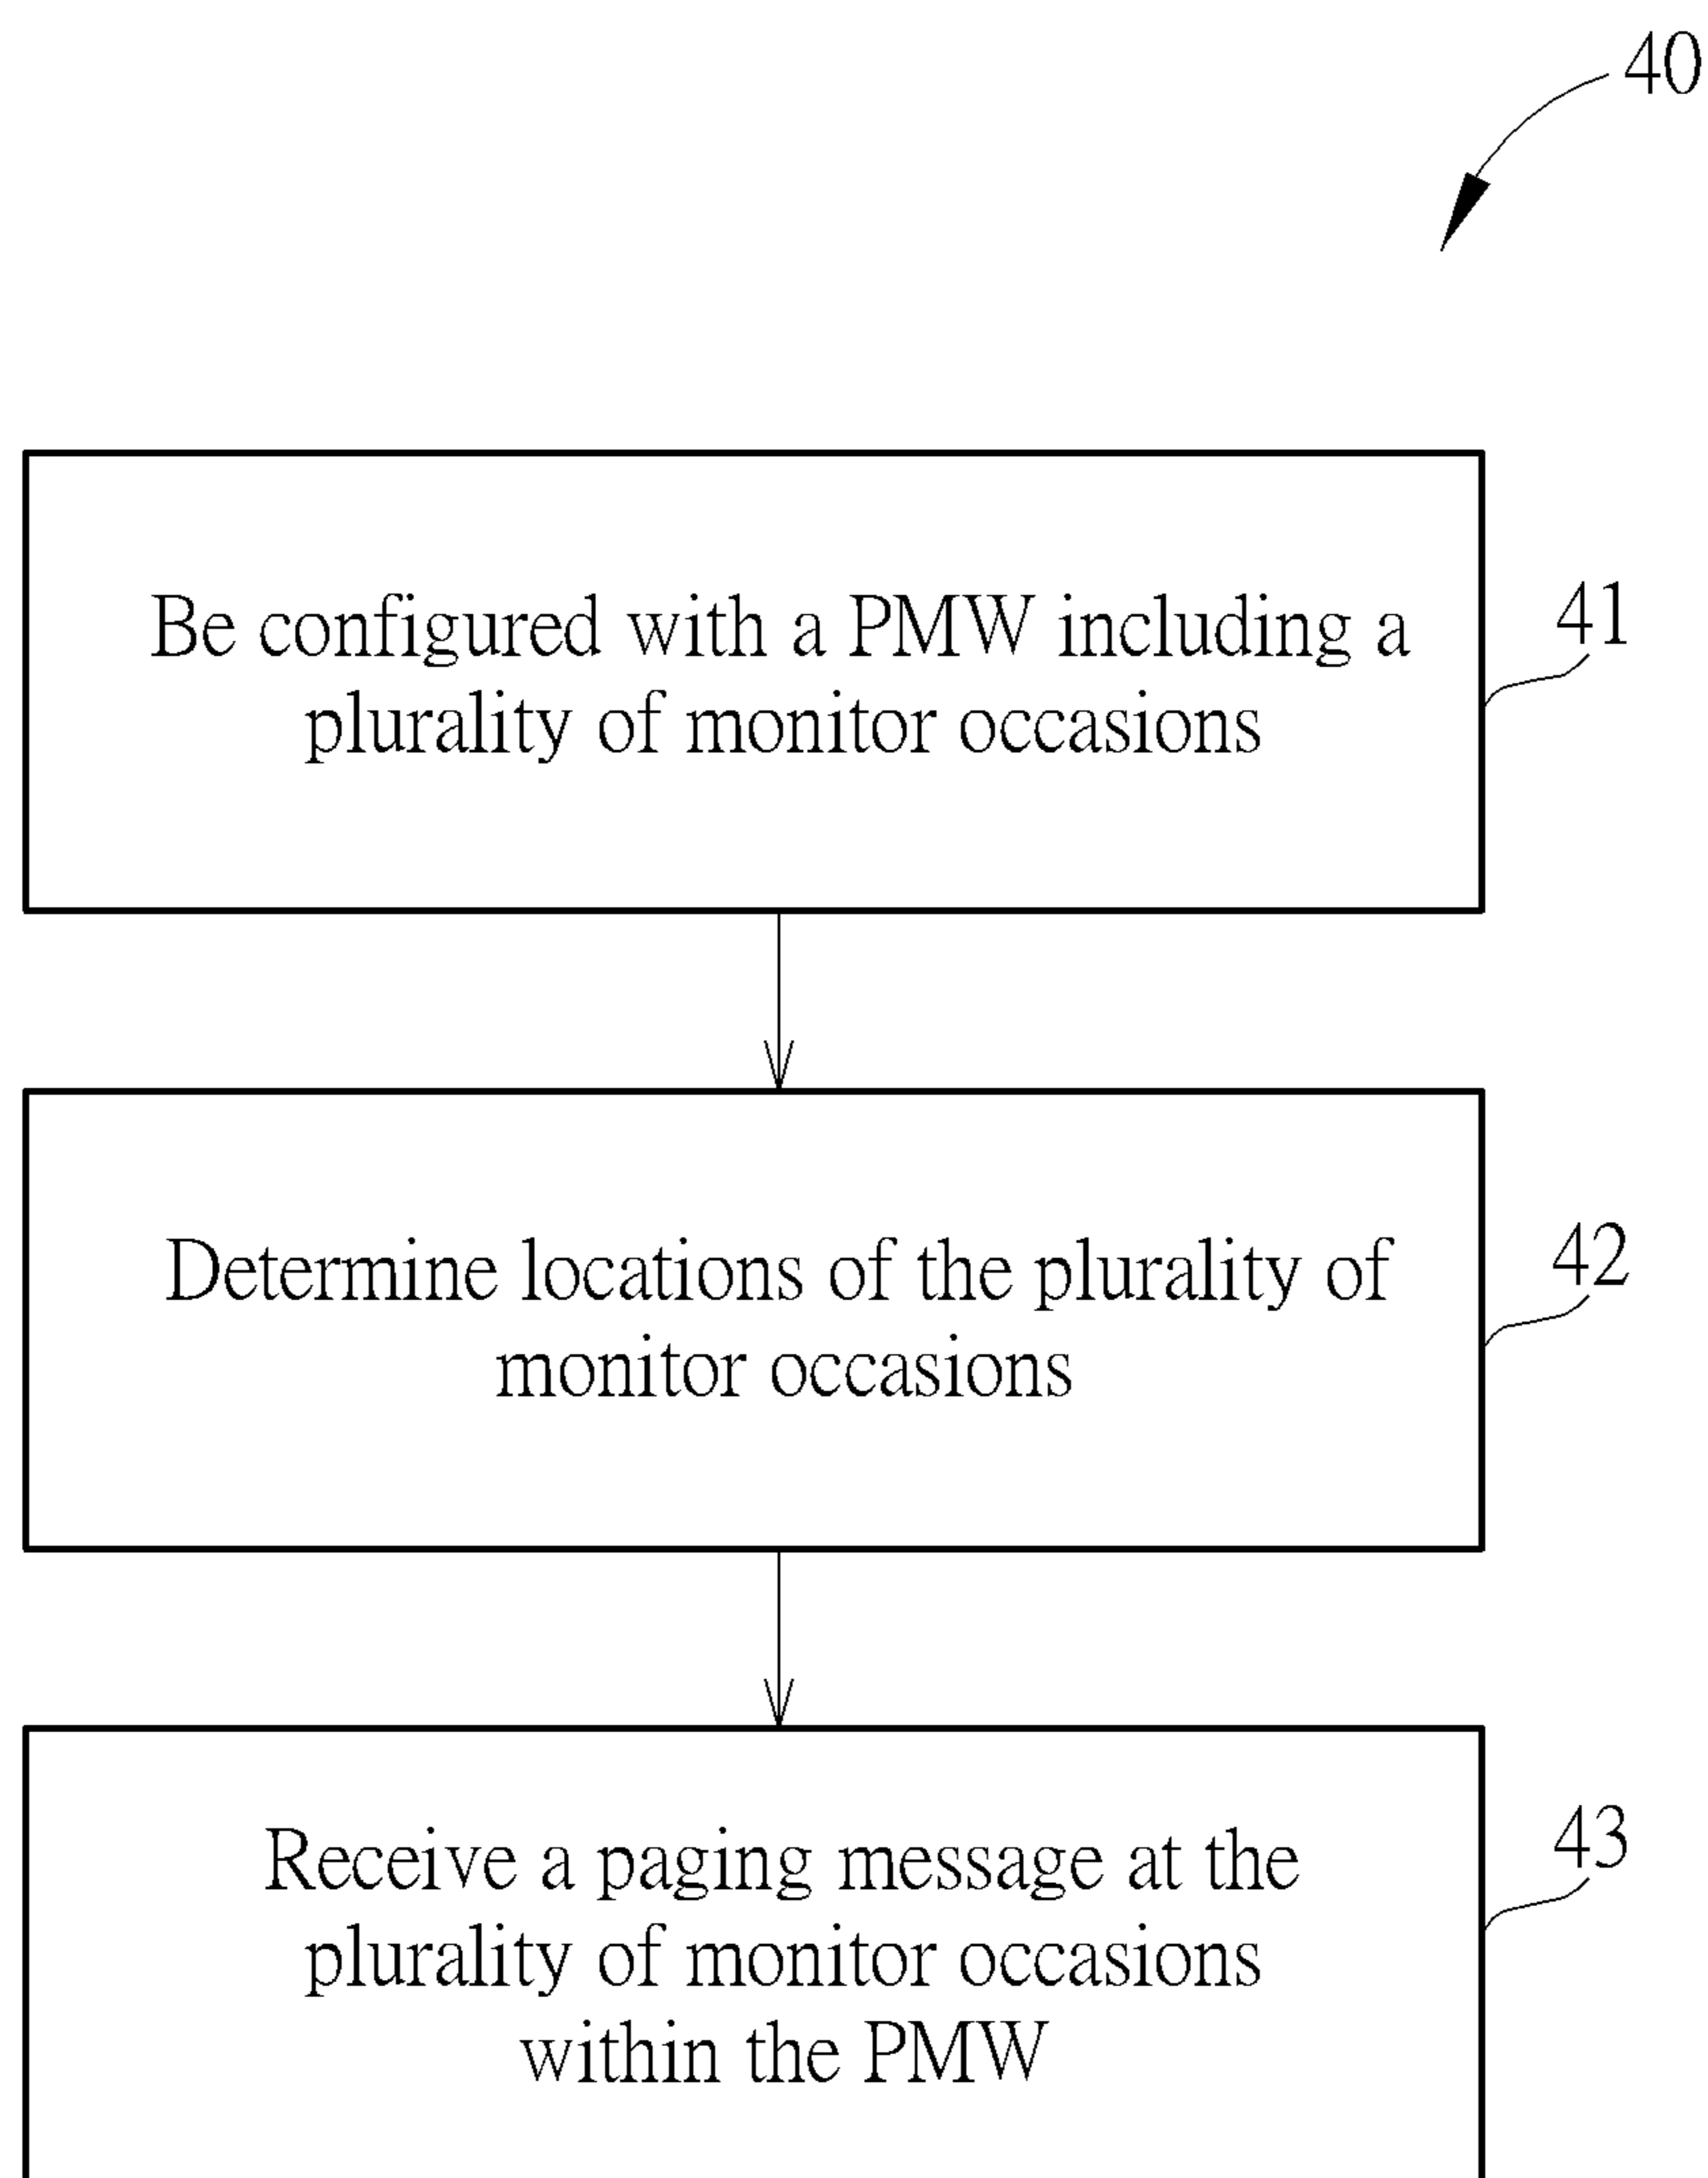 40
Be configured with a PMW including a
plurality of monitor occasions
41
Determine locations of the plurality of
monitor occasions
42
Receive a paging message at the
plurality of monitor occasions
within the PMW
43